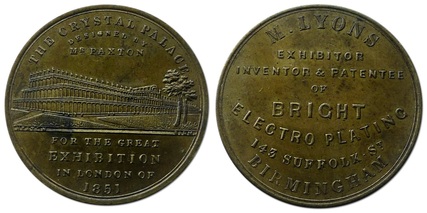 THE CRYSTAL PALACE
DESIGNED BY
MR PAXTON
FOR THE GREAT
EXHIBITION
IN LONDON OF
1851
M. LYONS
EXHIBITOR
INVENTOR & PATENTEE
OF
BRIGHT
ELECTRO PLATING
143 SUFFOLK ST
BIRMINGHAM